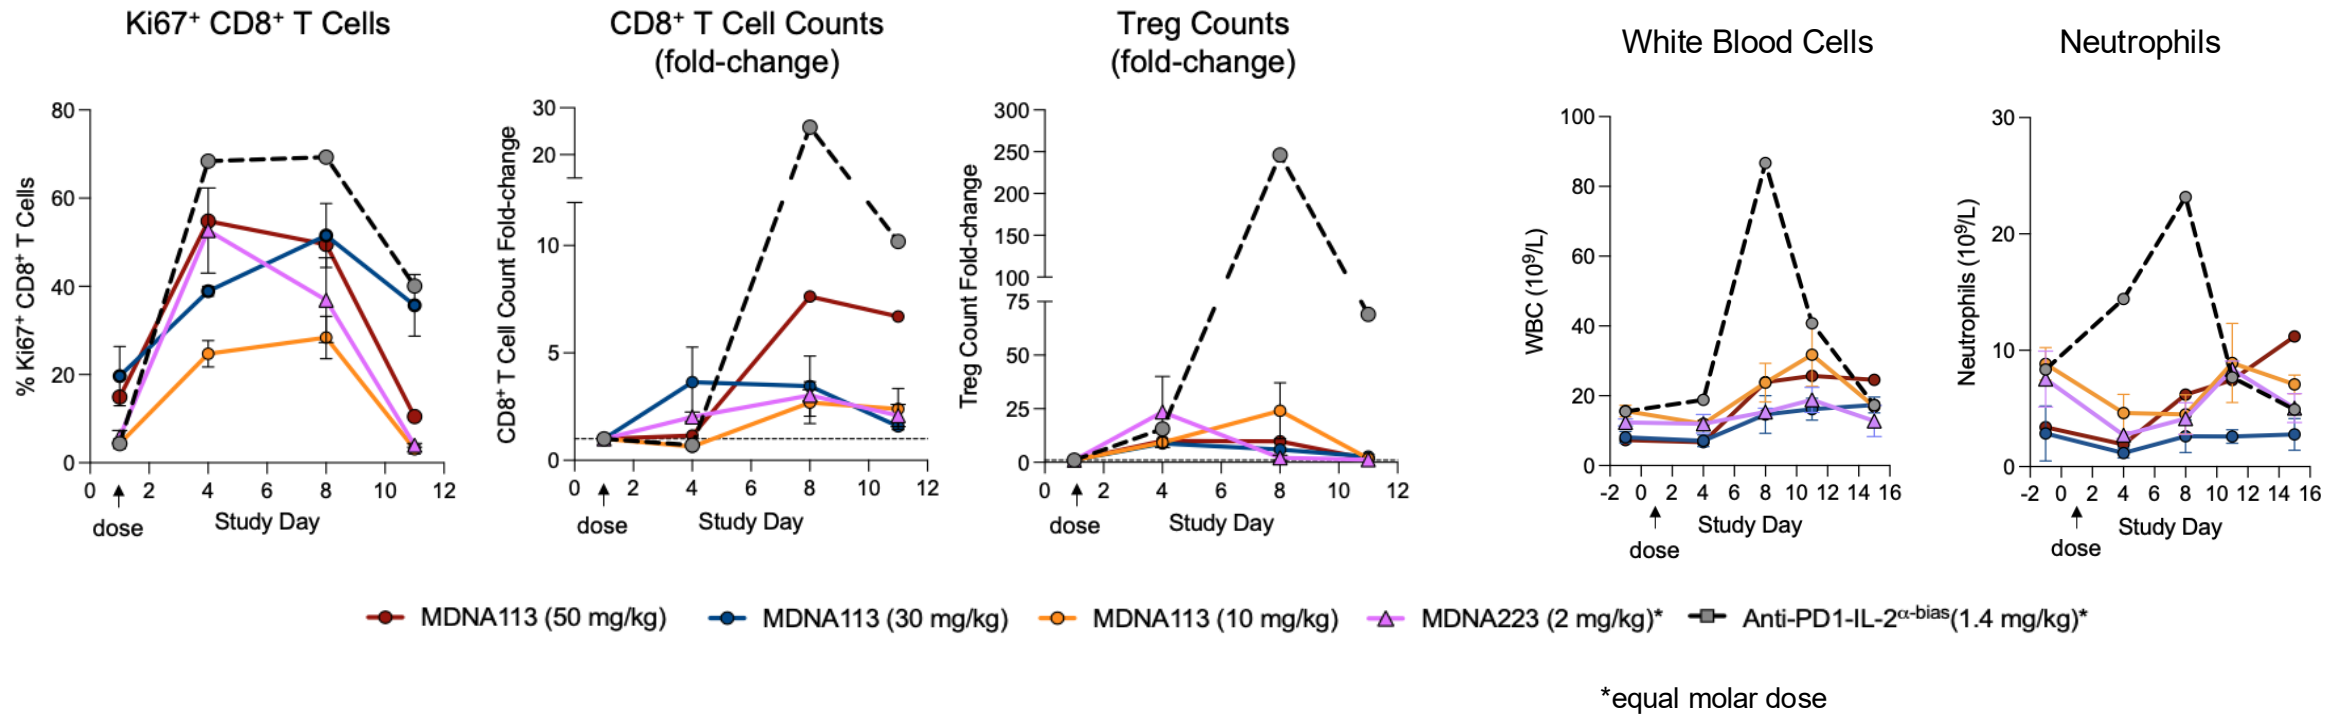 Ki67⁺ CD8⁺ T Cells
% Ki67⁺ CD8⁺ T Cells
80
60
40
20
0
0 2 4 6 8 10 12
dose
Study Day
CD8⁺ T Cell Counts
(fold-change)
CD8⁺ T Cell Count Fold-change
30
20
10
5
0
0 2 4 6 8 10 12
dose
Study Day
Treg Counts
(fold-change)
Treg Count Fold-change
300
250
200
150
100
75
50
25
0
0 2 4 6 8 10 12
dose
Study Day
White Blood Cells
WBC (10⁹/L)
100
80
60
40
20
0
-2 0 2 4 6 8 10 12 14 16
Study Day
dose
Neutrophils
Neutrophils (10⁹/L)
30
20
10
0
-2 0 2 4 6 8 10 12 14 16
Study Day
dose
MDNA113 (50 mg/kg)
MDNA113 (30 mg/kg)
MDNA113 (10 mg/kg)
MDNA223 (2 mg/kg)*
Anti-PD1-IL-2α-bias(1.4 mg/kg)*
*equal molar dose